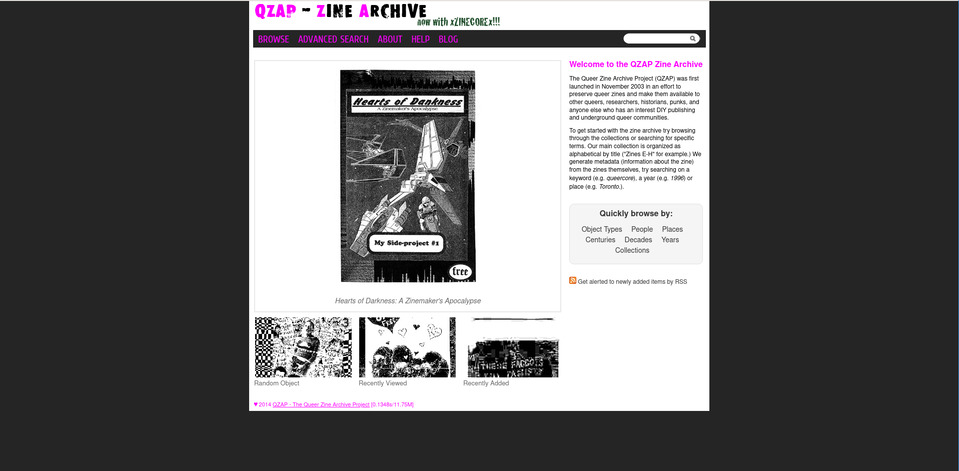 QZAP - ZINE ARCHIVE
now with xZINECOREx!!!
BROWSE ADVANCED SEARCH ABOUT HELP BLOG
Hearts of Darkness
A Zinemaker's Apocalypse
My Side-project #1
free
Hearts of Darkness: A Zinemaker's Apocalypse
Random Object
Recently Viewed
Recently Added
Welcome to the QZAP Zine Archive
The Queer Zine Archive Project (QZAP) was first
launched in November 2003 in an effort to
preserve queer zines and make them available to
other queers, researchers, historians, punks, and
anyone else who has an interest DIY publishing
and underground queer communities.
To get started with the zine archive try browsing
through the collections or searching for specific
terms. Our main collection is organized as
alphabetical by title ("Zines E-H" for example.) We
generate metadata (information about the zine)
from the zines themselves, try searching on a
keyword (e.g. queercore), a year (e.g. 1996) or
place (e.g. Toronto.).
Quickly browse by:
Object Types People Places
Centuries Decades Years
Collections
Get alerted to newly added items by RSS
♥ 2014 QZAP - The Queer Zine Archive Project [0.1348s/11.75M]